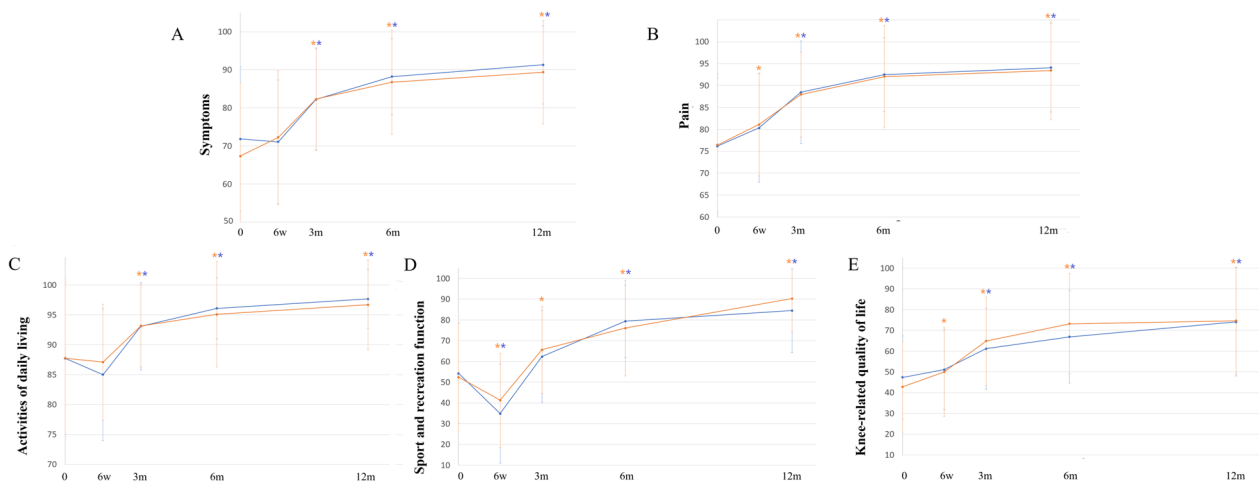 A
Symptoms
100
90
80
70
60
50
** ** **
0 6w 3m 6m 12m
B
Pain
100
95
90
85
80
75
70
65
60
* ** ** **
0 6w 3m 6m 12m
C
Activities of daily living
100
95
90
85
80
75
70
** ** **
0 6w 3m 6m 12m
D
Sport and recreation function
100
90
80
70
60
50
40
30
20
10
** * ** **
0 6w 3m 6m 12m
E
Knee-related quality of life
100
90
80
70
60
50
40
30
20
10
* ** ** **
0 6w 3m 6m 12m